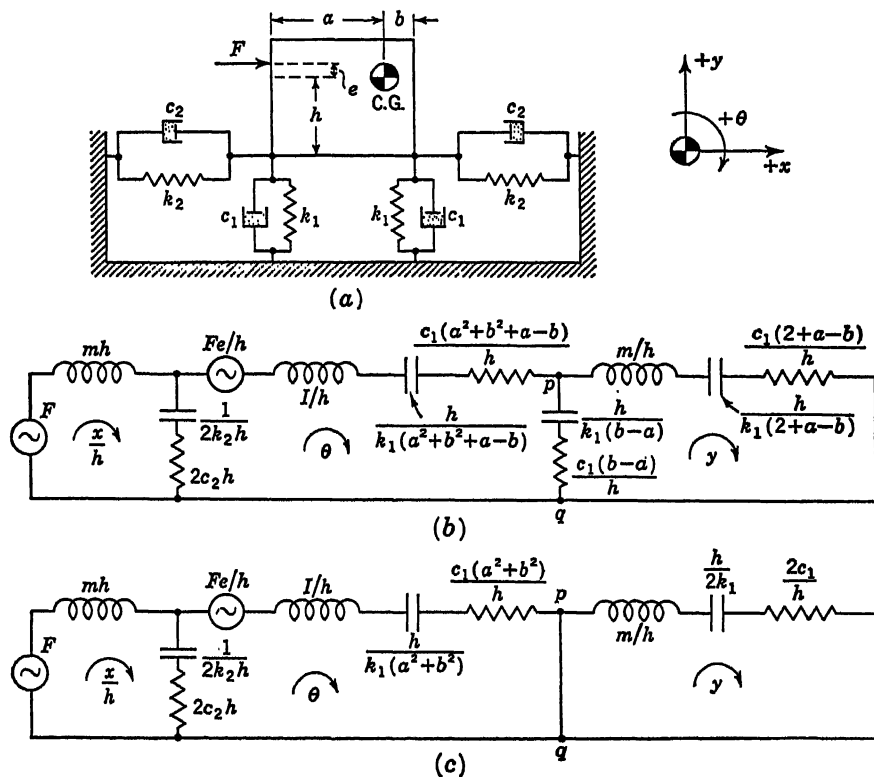 a b
F
e
C.G.
h
+y
+θ
+x
c₂ c₂
k₂ k₂
c₁ k₁ k₁ c₁
(a)
mh
Fe/h
I/h
c₁(a²+b²+a−b)/h
h/k₁(a²+b²+a−b)
p
m/h
c₁(2+a−b)/h
h/k₁(2+a−b)
F
x/h
1/2k₂h
2c₂h
θ
h/k₁(b−a)
c₁(b−a)/h
y
q
(b)
mh
Fe/h
I/h
c₁(a²+b²)/h
h/k₁(a²+b²)
p
m/h
h/2k₁
2c₁/h
F
x/h
1/2k₂h
2c₂h
θ
y
q
(c)